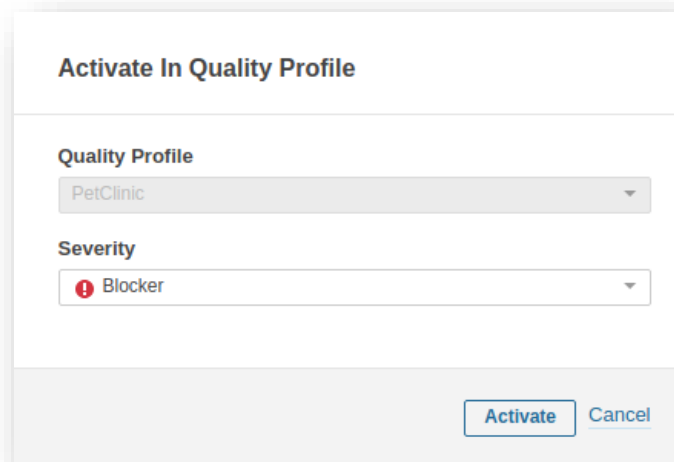 Activate In Quality Profile
Quality Profile
PetClinic
Severity
Blocker
Activate Cancel